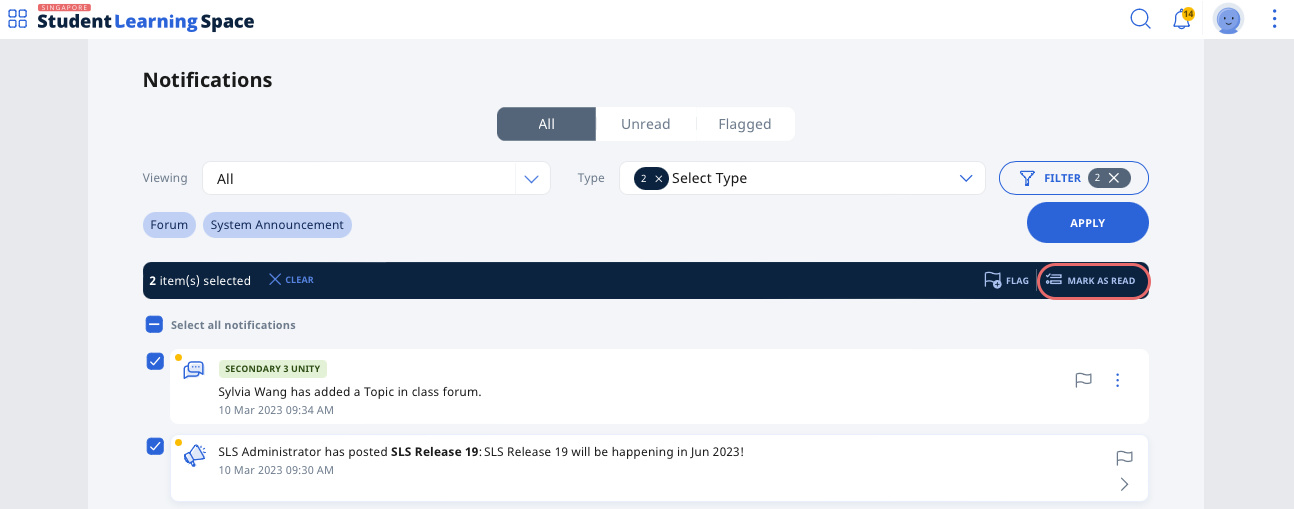 SINGAPORE
Student Learning Space
14
Notifications
All Unread Flagged
Viewing All Type 2 × Select Type FILTER 2 ×
Forum System Announcement
APPLY
2 item(s) selected CLEAR FLAG MARK AS READ
Select all notifications
SECONDARY 3 UNITY
Sylvia Wang has added a Topic in class forum.
10 Mar 2023 09:34 AM
SLS Administrator has posted SLS Release 19: SLS Release 19 will be happening in Jun 2023!
10 Mar 2023 09:30 AM